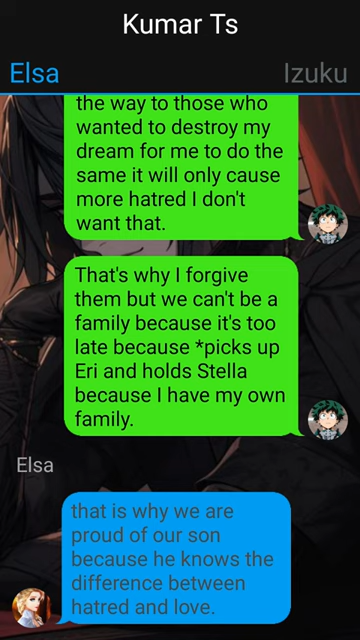 Kumar Ts
Elsa
Izuku
the way to those who
wanted to destroy my
dream for me to do the
same it will only cause
more hatred I don't
want that.
That's why I forgive
them but we can't be a
family because it's too
late because *picks up
Eri and holds Stella
because I have my own
family.
Elsa
that is why we are
proud of our son
because he knows the
difference between
hatred and love.